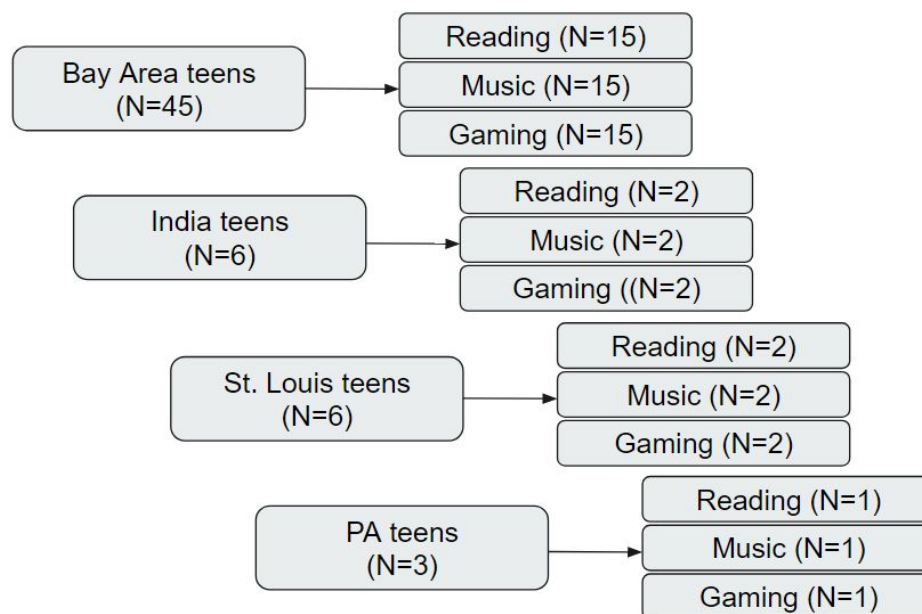 Bay Area teens
(N=45)
Reading (N=15)
Music (N=15)
Gaming (N=15)
India teens
(N=6)
Reading (N=2)
Music (N=2)
Gaming ((N=2)
St. Louis teens
(N=6)
Reading (N=2)
Music (N=2)
Gaming (N=2)
PA teens
(N=3)
Reading (N=1)
Music (N=1)
Gaming (N=1)